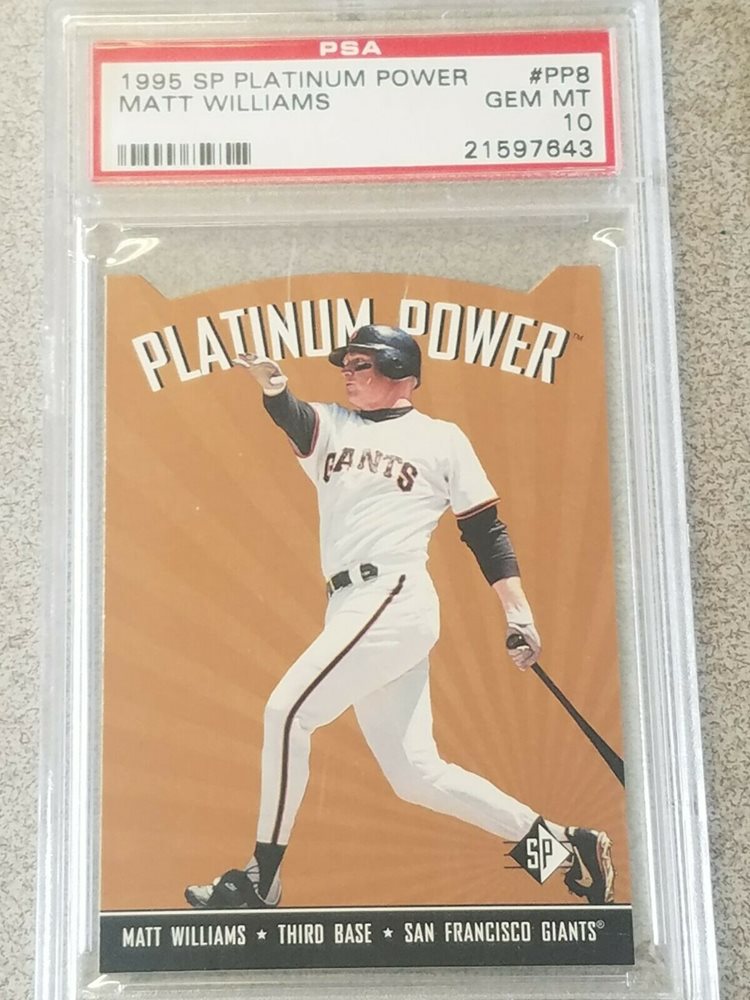 PSA
1995 SP PLATINUM POWER #PP8
MATT WILLIAMS GEM MT
10
21597643
PLATINUM POWER™
GIANTS
SP
MATT WILLIAMS ★ THIRD BASE ★ SAN FRANCISCO GIANTS®